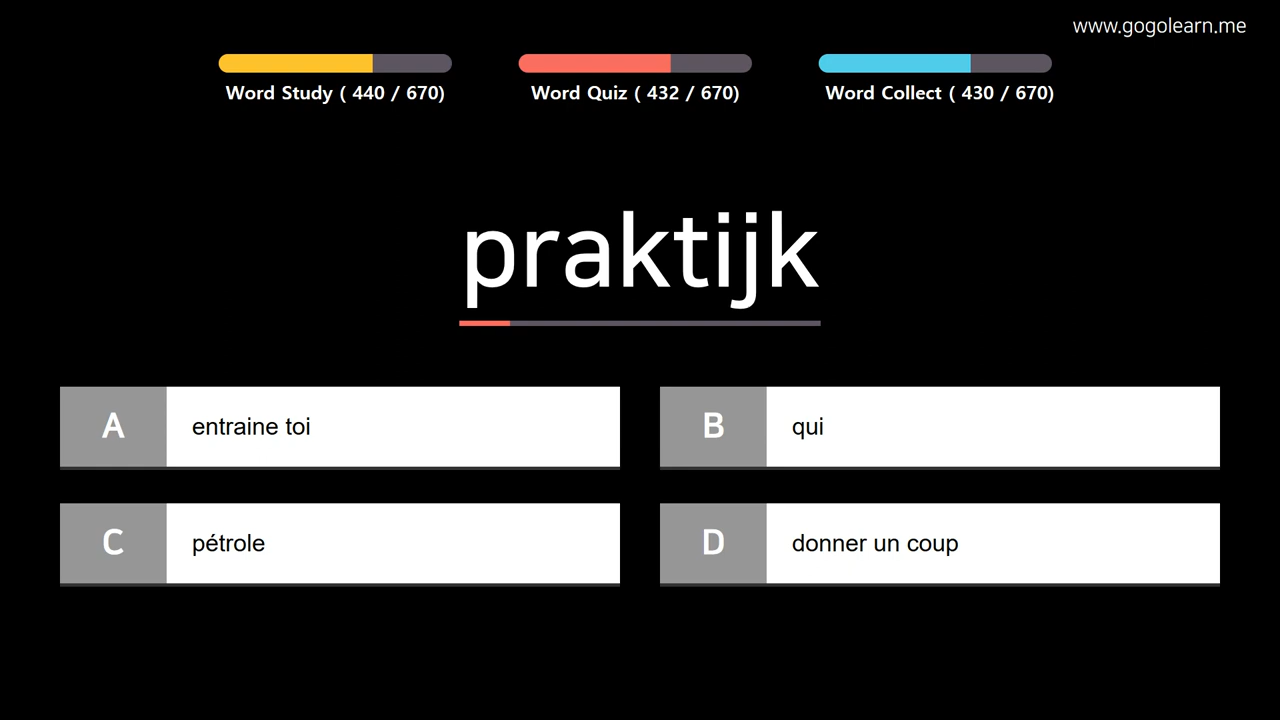 www.gogolearn.me
Word Study ( 440 / 670)
Word Quiz ( 432 / 670)
Word Collect ( 430 / 670)
praktijk
A entraine toi
B qui
C pétrole
D donner un coup